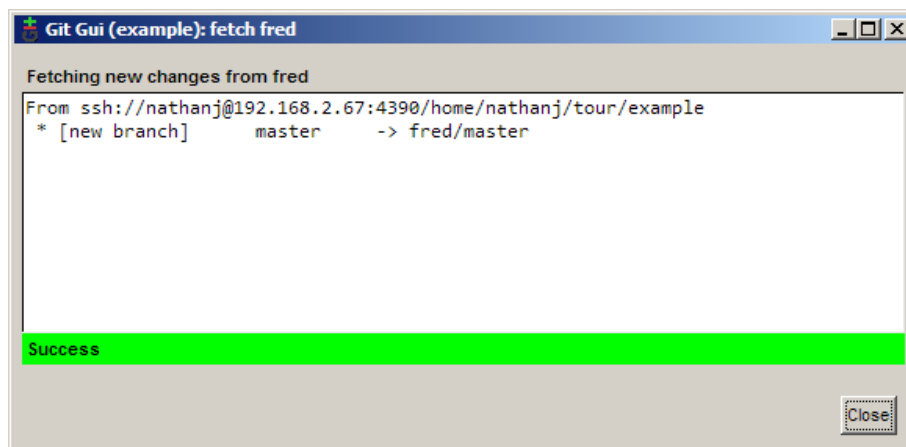 Git Gui (example): fetch fred
Fetching new changes from fred
From ssh://nathanj@192.168.2.67:4390/home/nathanj/tour/example
 * [new branch]      master     -> fred/master
Success
Close